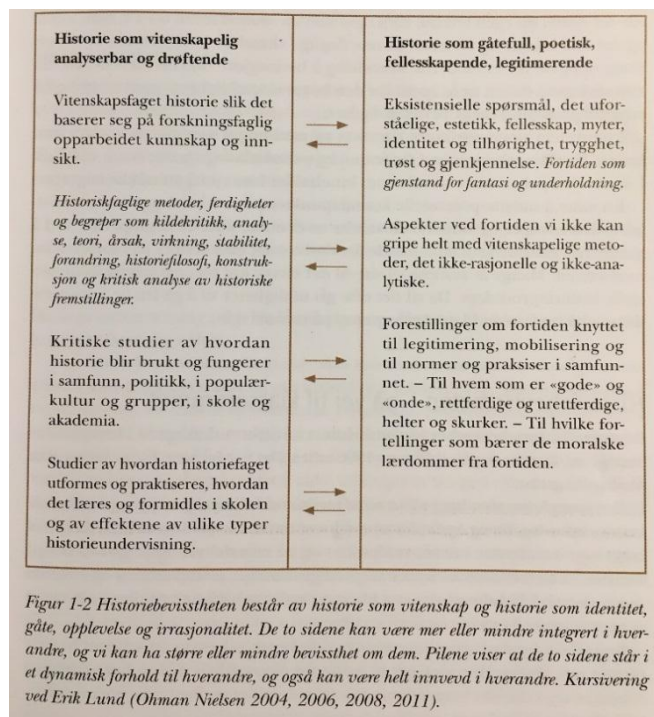 Historie som vitenskapelig
analyserbar og drøftende
Vitenskapsfaget historie slik det
baserer seg på forskningsfaglig
opparbeidet kunnskap og inn-
sikt.
Historiskfaglige metoder, ferdigheter
og begreper som kildekritikk, analy-
se, teori, årsak, virkning, stabilitet,
forandring, historiefilosofi, konstruk-
sjon og kritisk analyse av historiske
fremstillinger.
Kritiske studier av hvordan
historie blir brukt og fungerer
i samfunn, politikk, i populær-
kultur og grupper, i skole og
akademia.
Studier av hvordan historiefaget
utformes og praktiseres, hvordan
det læres og formidles i skolen
og av effektene av ulike typer
historieundervisning.
Historie som gåtefull, poetisk,
fellesskapende, legitimerende
Eksistensielle spørsmål, det ufor-
ståelige, estetikk, fellesskap, myter,
identitet og tilhørighet, trygghet,
trøst og gjenkjennelse. Fortiden som
gjenstand for fantasi og underholdning.
Aspekter ved fortiden vi ikke kan
gripe helt med vitenskapelige meto-
der, det ikke-rasjonelle og ikke-ana-
lytiske.
Forestillinger om fortiden knyttet
til legitimering, mobilisering og
til normer og praksiser i samfun-
net. – Til hvem som er «gode» og
«onde», rettferdige og urettferdige,
helter og skurker. – Til hvilke for-
tellinger som bærer de moralske
lærdommer fra fortiden.
Figur 1-2 Historiebevisstheten består av historie som vitenskap og historie som identitet,
gåte, opplevelse og irrasjonalitet. De to sidene kan være mer eller mindre integrert i hver-
andre, og vi kan ha større eller mindre bevissthet om dem. Pilene viser at de to sidene står i
et dynamisk forhold til hverandre, og også kan være helt innvevd i hverandre. Kursivering
ved Erik Lund (Ohman Nielsen 2004, 2006, 2008, 2011).